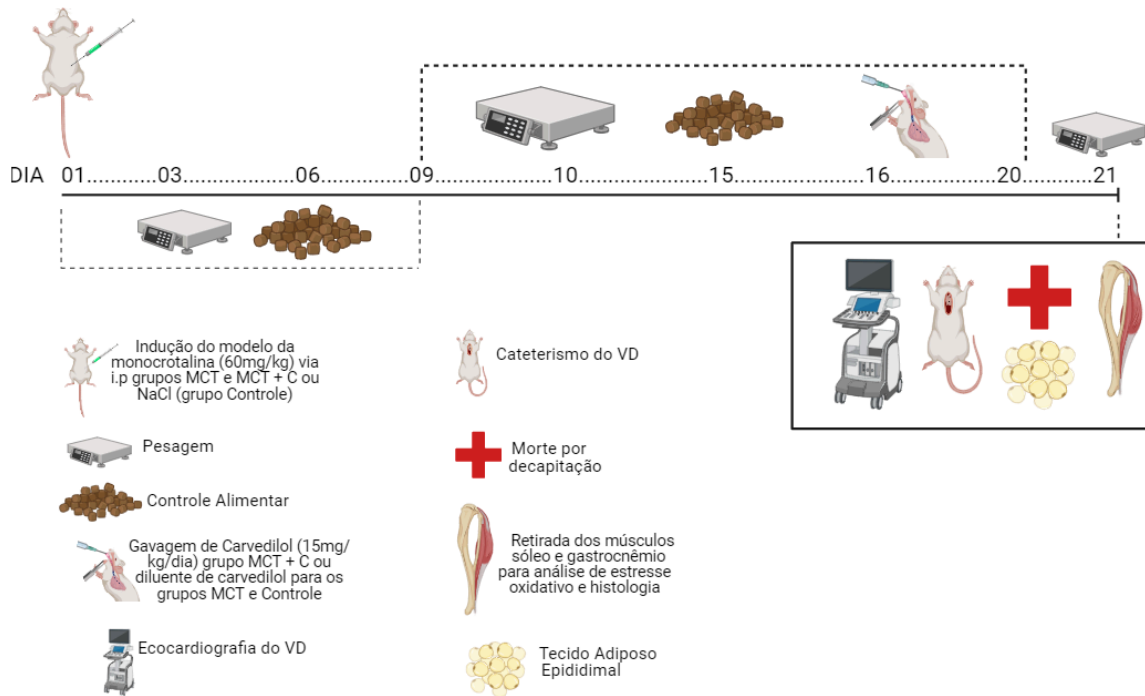 DIA 01............03..............06............09...............10..................15..................16..............20...........21
Indução do modelo da
monocrotalina (60mg/kg) via
i.p grupos MCT e MCT + C ou
NaCl (grupo Controle)
Pesagem
Controle Alimentar
Gavagem de Carvedilol (15mg/
kg/dia) grupo MCT + C ou
diluente de carvedilol para os
grupos MCT e Controle
Ecocardiografia do VD
Cateterismo do VD
Morte por
decapitação
Retirada dos músculos
sóleo e gastrocnêmio
para análise de estresse
oxidativo e histologia
Tecido Adiposo
Epididimal